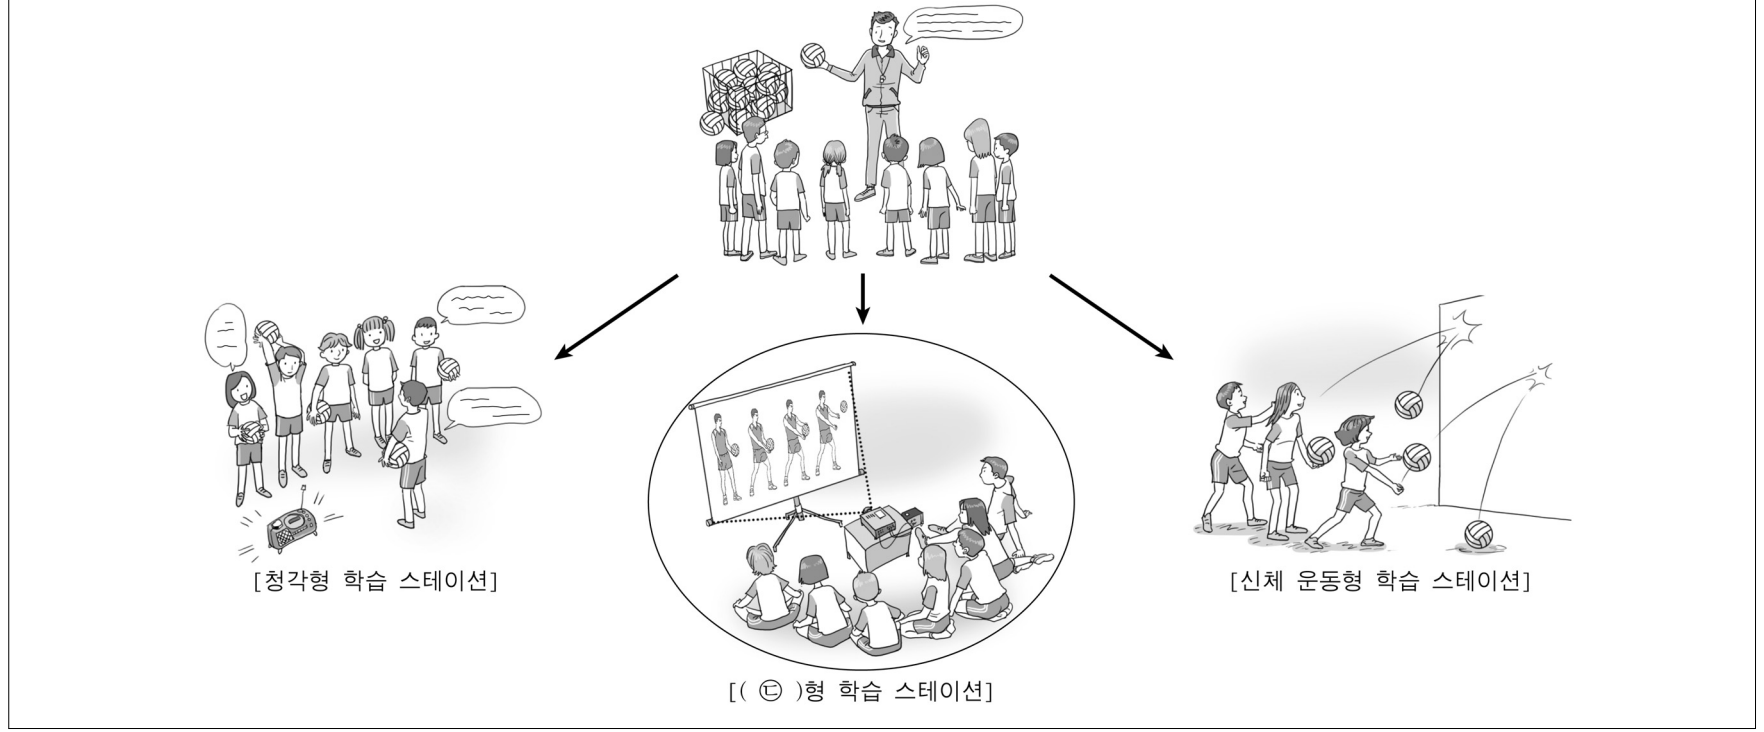 [청각형 학습 스테이션]
[신체 운동형 학습 스테이션]
[( ㉢ )형 학습 스테이션]